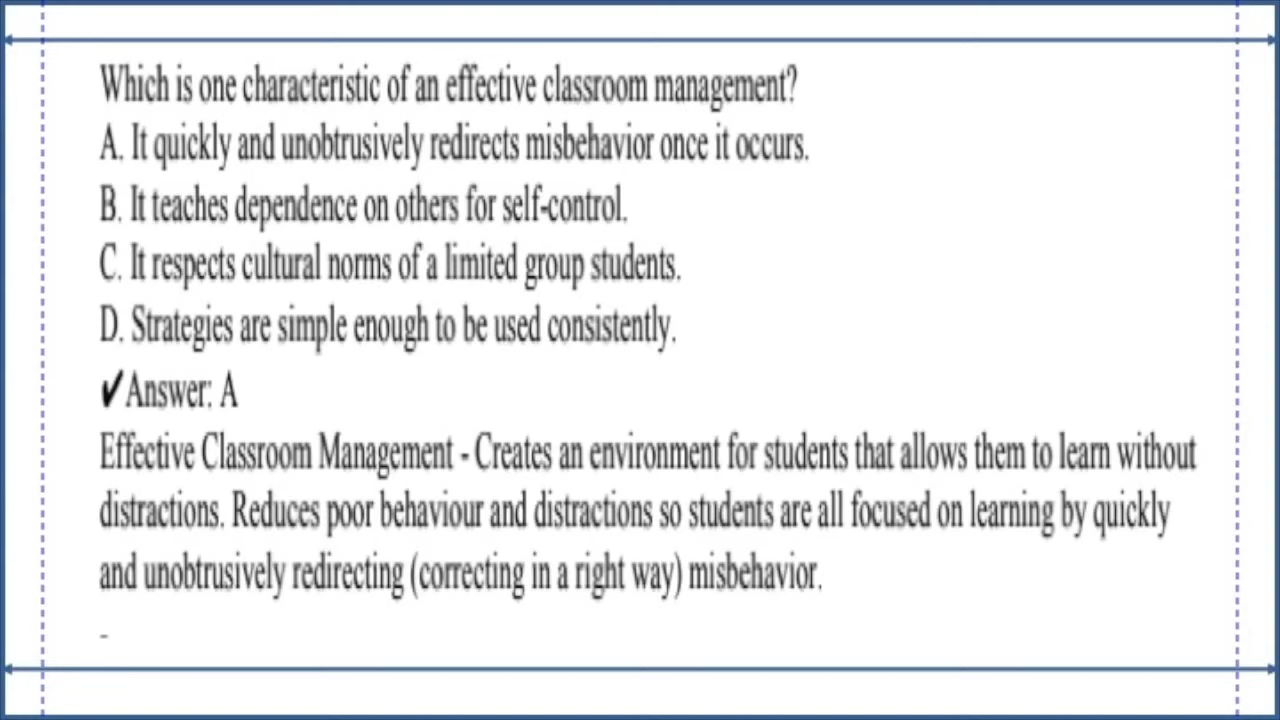 Which is one characteristic of an effective classroom management?
A. It quickly and unobtrusively redirects misbehavior once it occurs.
B. It teaches dependence on others for self-control.
C. It respects cultural norms of a limited group students.
D. Strategies are simple enough to be used consistently.
✔Answer: A
Effective Classroom Management - Creates an environment for students that allows them to learn without
distractions. Reduces poor behaviour and distractions so students are all focused on learning by quickly
and unobtrusively redirecting (correcting in a right way) misbehavior.
-